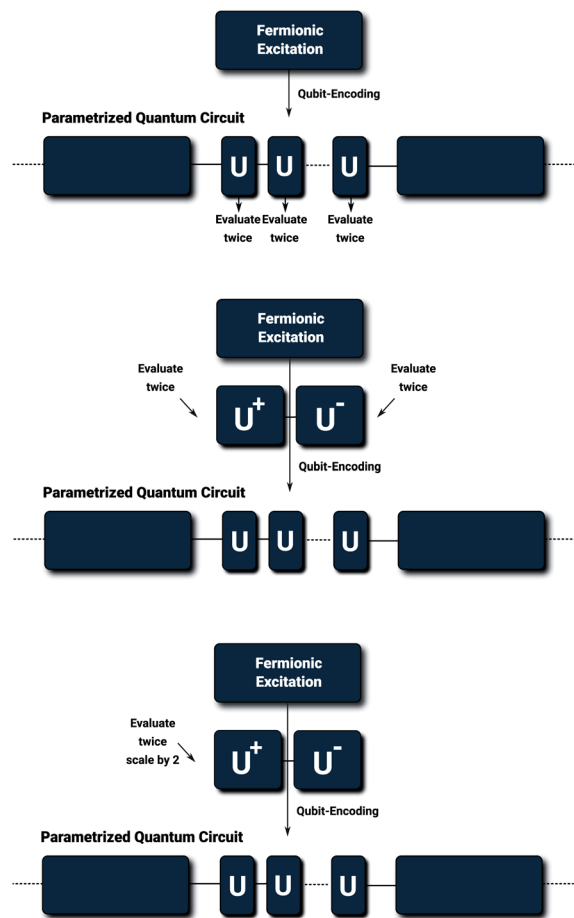 Fermionic
Excitation
Qubit-Encoding
Parametrized Quantum Circuit
U U U
Evaluate Evaluate Evaluate
twice twice twice
Fermionic
Excitation
Evaluate
twice
Evaluate
twice
U+ U-
Qubit-Encoding
Parametrized Quantum Circuit
U U U
Fermionic
Excitation
Evaluate
twice
scale by 2
U+ U-
Qubit-Encoding
Parametrized Quantum Circuit
U U U